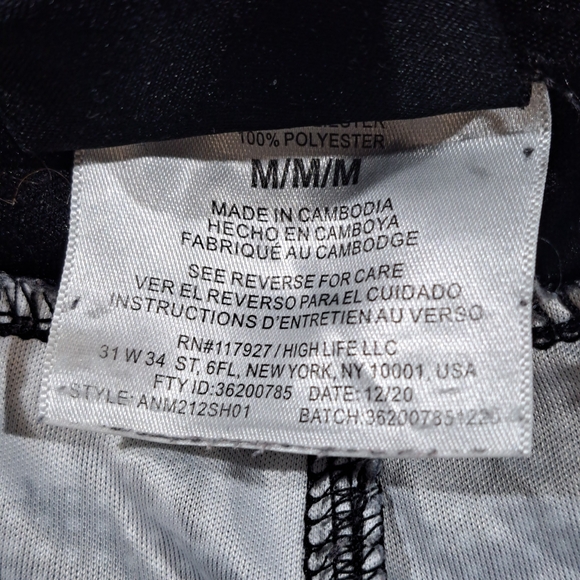 100% POLYESTER
M/M/M
MADE IN CAMBODIA
HECHO EN CAMBOYA
FABRIQUÉ AU CAMBODGE
SEE REVERSE FOR CARE
VER EL REVERSO PARA EL CUIDADO
INSTRUCTIONS D'ENTRETIEN AU VERSO
RN#117927 / HIGH LIFE LLC
31 W 34 ST, 6FL, NEW YORK, NY 10001, USA
FTY ID: 36200785 DATE: 12/20
STYLE: ANM212SH01 BATCH: